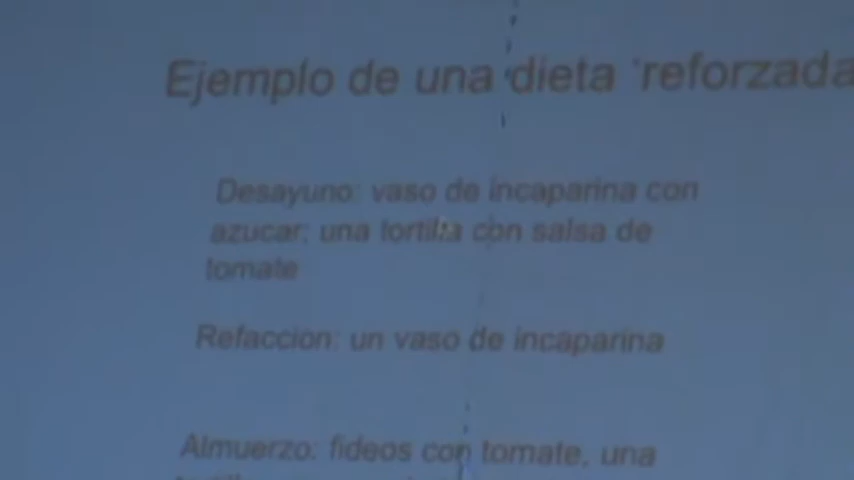 Ejemplo de una dieta 'reforzada
Desayuno: vaso de incaparina con
azucar; una tortilla con salsa de
tomate
Refaccion: un vaso de incaparina
Almuerzo: fideos con tomate, una